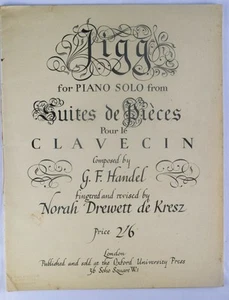 Jigg
for PIANO SOLO from
Suites de Pièces
Pour le
CLAVECIN
Composed by
G. F. Handel
fingered and revised by
Norah Drewett de Kresz
Price 2/6
London
Published and sold at the Oxford University Press
36 Soho Square W1